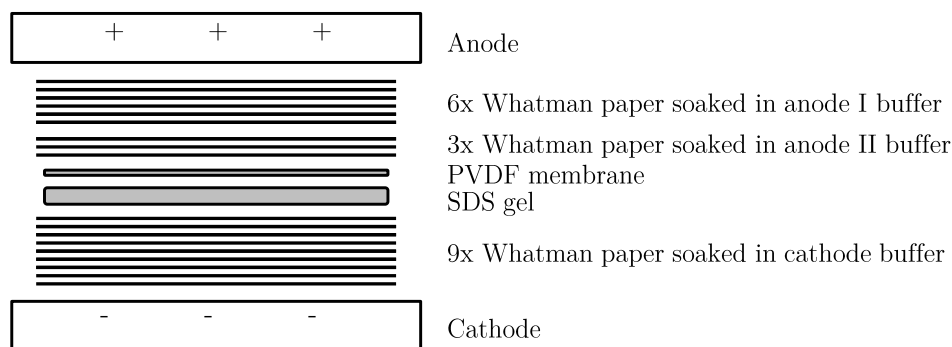 + + +
Anode
6x Whatman paper soaked in anode I buffer
3x Whatman paper soaked in anode II buffer
PVDF membrane
SDS gel
9x Whatman paper soaked in cathode buffer
- - -
Cathode